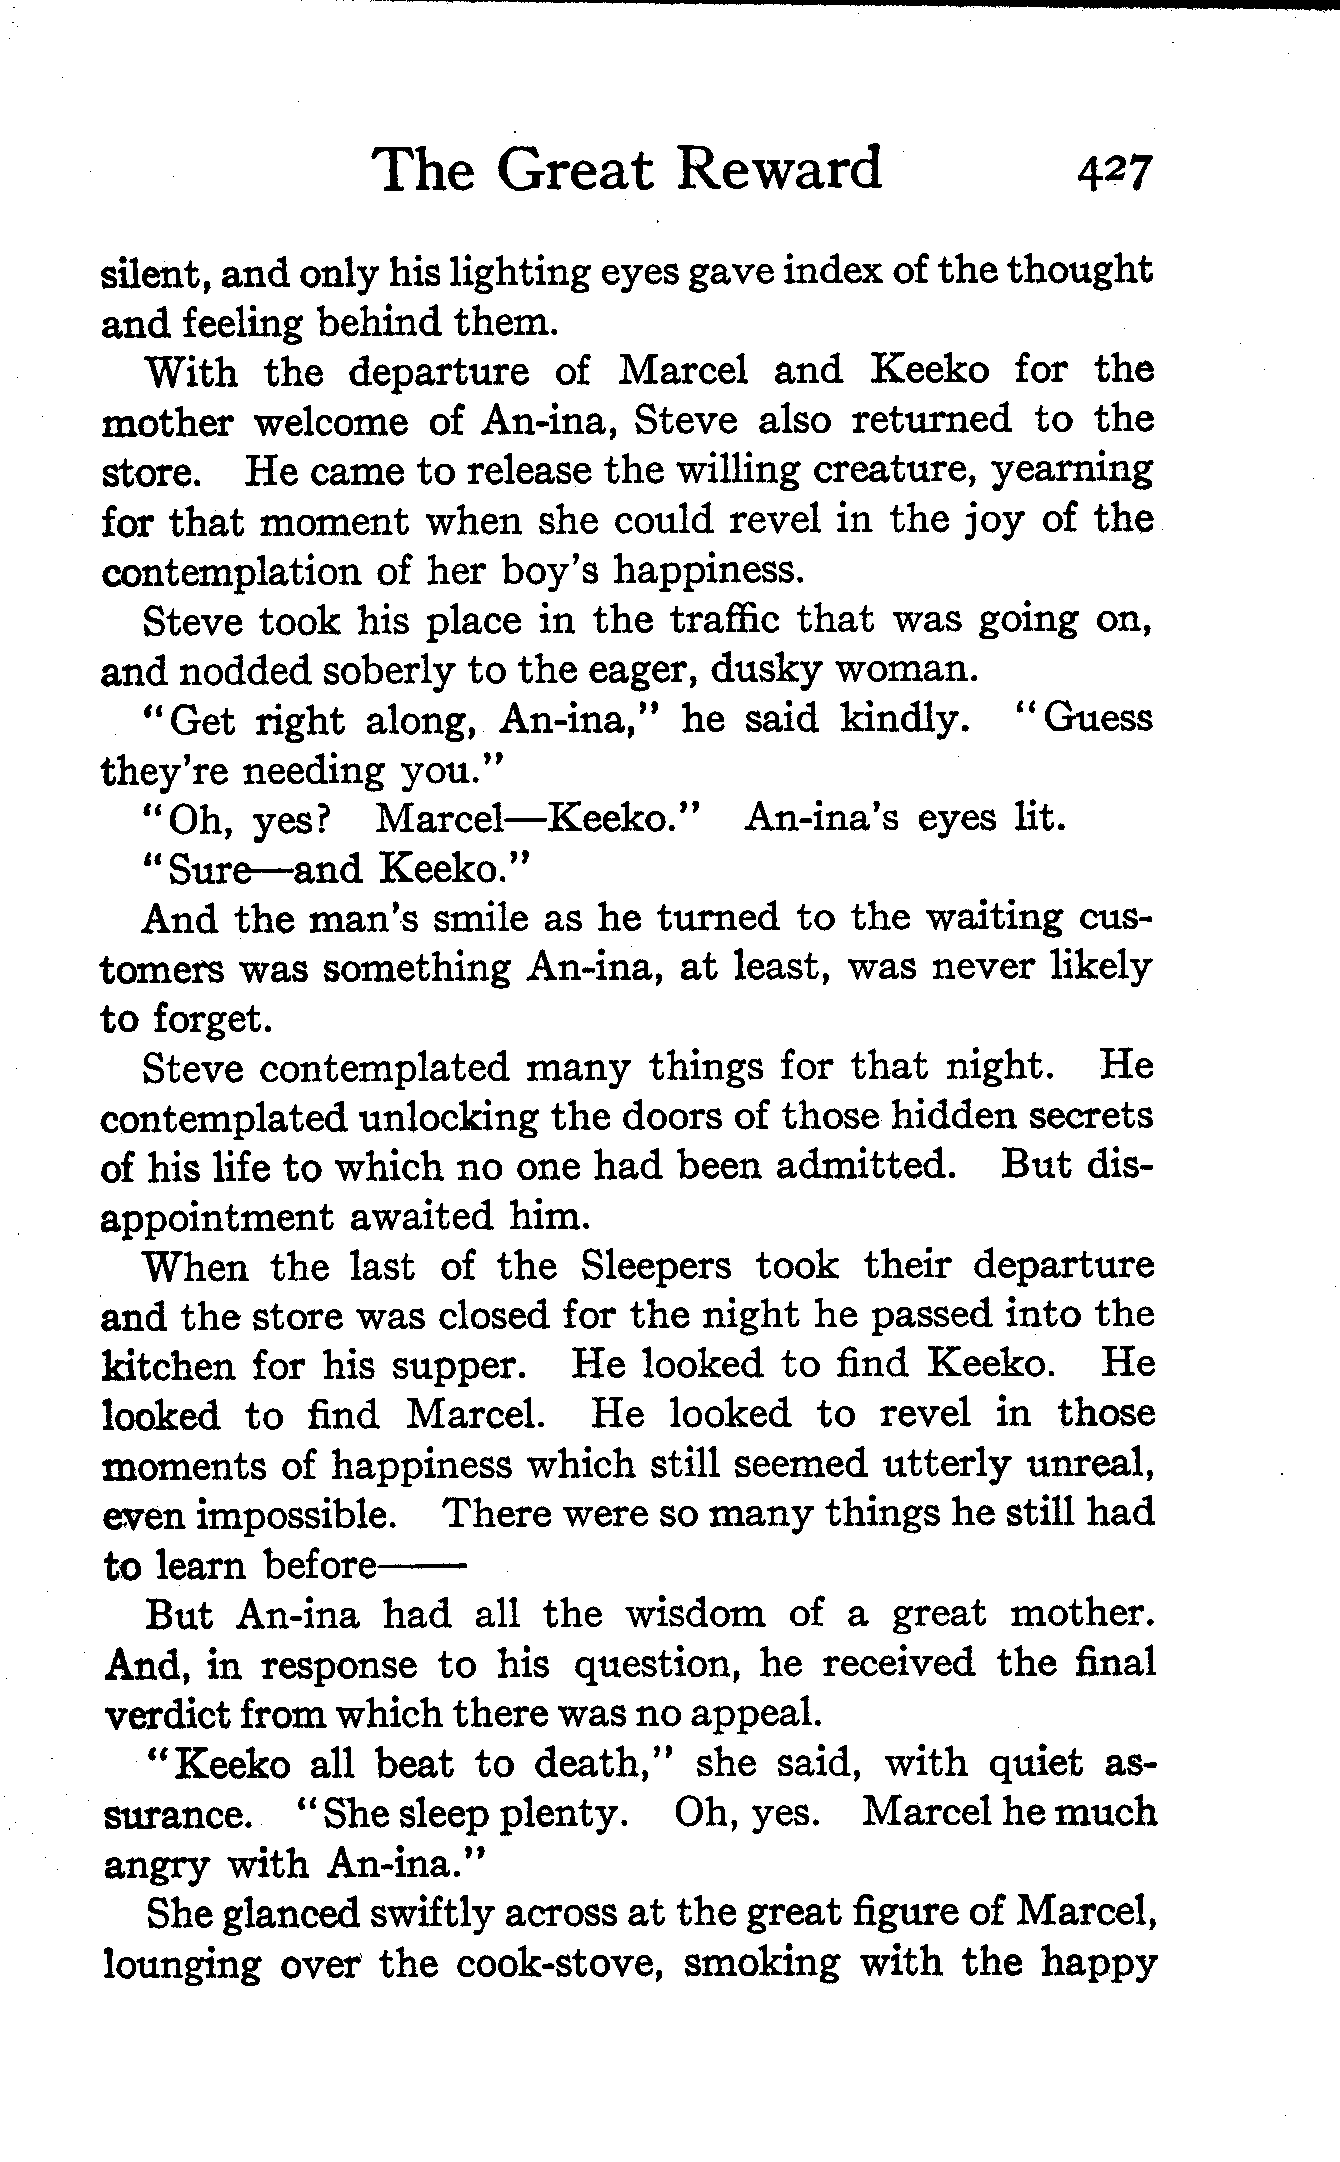 The Great Reward 427
silent, and only his lighting eyes gave index of the thought
and feeling behind them.
With the departure of Marcel and Keeko for the
mother welcome of An-ina, Steve also returned to the
store. He came to release the willing creature, yearning
for that moment when she could revel in the joy of the
contemplation of her boy's happiness.
Steve took his place in the traffic that was going on,
and nodded soberly to the eager, dusky woman.
"Get right along, An-ina," he said kindly. "Guess
they're needing you."
"Oh, yes? Marcel—Keeko." An-ina's eyes lit.
"Sure—and Keeko."
And the man's smile as he turned to the waiting cus-
tomers was something An-ina, at least, was never likely
to forget.
Steve contemplated many things for that night. He
contemplated unlocking the doors of those hidden secrets
of his life to which no one had been admitted. But dis-
appointment awaited him.
When the last of the Sleepers took their departure
and the store was closed for the night he passed into the
kitchen for his supper. He looked to find Keeko. He
looked to find Marcel. He looked to revel in those
moments of happiness which still seemed utterly unreal,
even impossible. There were so many things he still had
to learn before——
But An-ina had all the wisdom of a great mother.
And, in response to his question, he received the final
verdict from which there was no appeal.
"Keeko all beat to death," she said, with quiet as-
surance. "She sleep plenty. Oh, yes. Marcel he much
angry with An-ina."
She glanced swiftly across at the great figure of Marcel,
lounging over the cook-stove, smoking with the happy